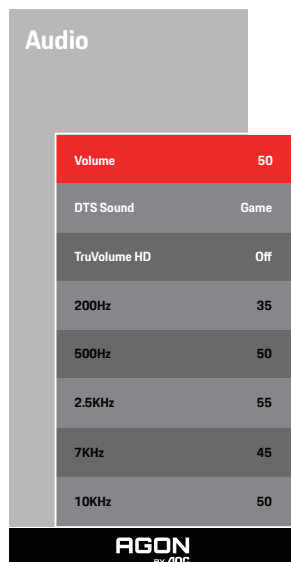 Audio
Volume 50
DTS Sound Game
TruVolume HD Off
200Hz 35
500Hz 50
2.5KHz 55
7KHz 45
10KHz 50
AGON
BY AOC